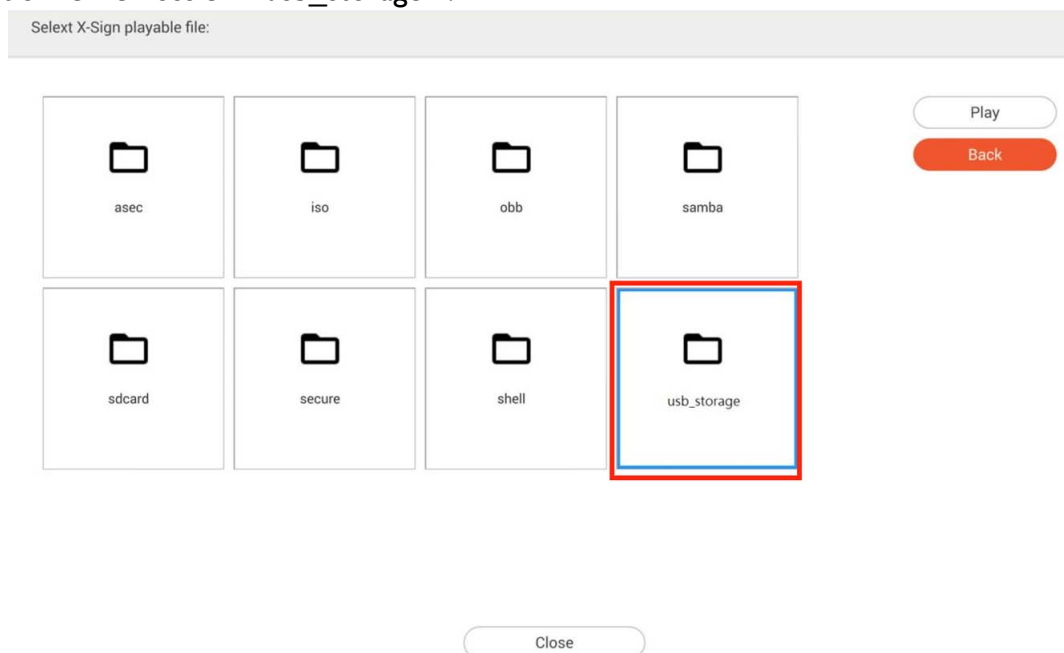 Selext X-Sign playable file:
Play
Back
asec
iso
obb
samba
sdcard
secure
shell
usb_storage
Close